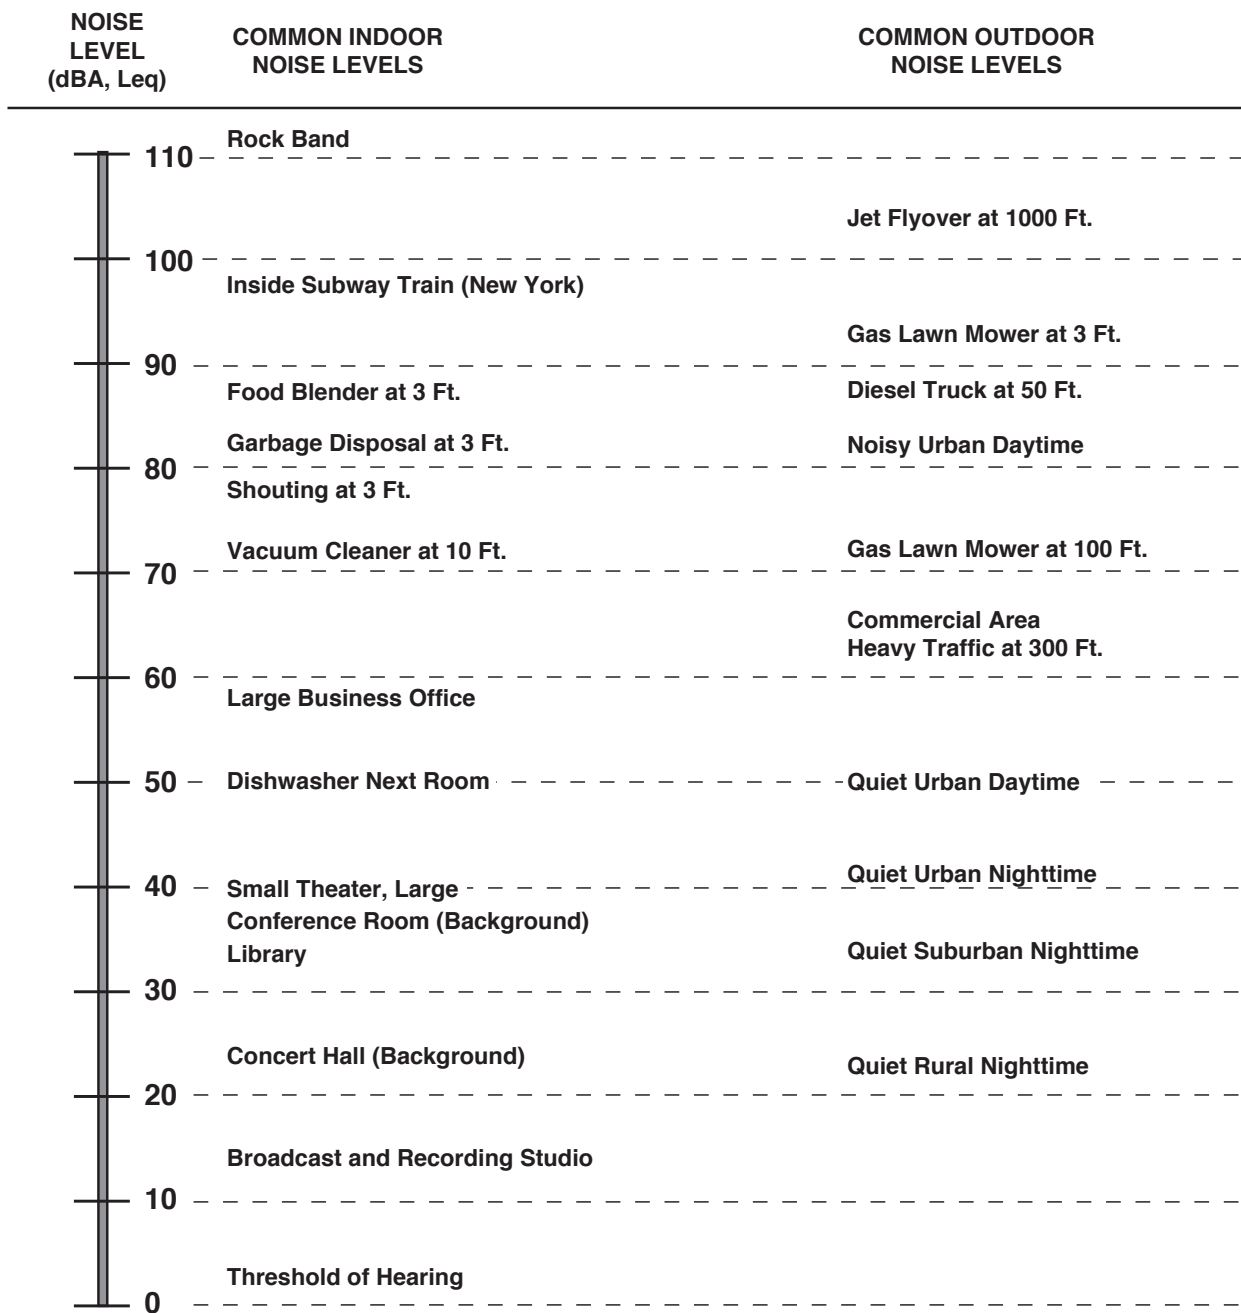 NOISE
LEVEL
(dBA, Leq)
COMMON INDOOR
NOISE LEVELS
COMMON OUTDOOR
NOISE LEVELS
Rock Band
110
Jet Flyover at 1000 Ft.
100
Inside Subway Train (New York)
Gas Lawn Mower at 3 Ft.
90
Food Blender at 3 Ft.
Diesel Truck at 50 Ft.
Garbage Disposal at 3 Ft.
Noisy Urban Daytime
80
Shouting at 3 Ft.
Vacuum Cleaner at 10 Ft.
Gas Lawn Mower at 100 Ft.
70
Commercial Area
Heavy Traffic at 300 Ft.
60
Large Business Office
50
Dishwasher Next Room
Quiet Urban Daytime
Quiet Urban Nighttime
40
Small Theater, Large
Conference Room (Background)
Library
Quiet Suburban Nighttime
30
Concert Hall (Background)
Quiet Rural Nighttime
20
Broadcast and Recording Studio
10
Threshold of Hearing
0